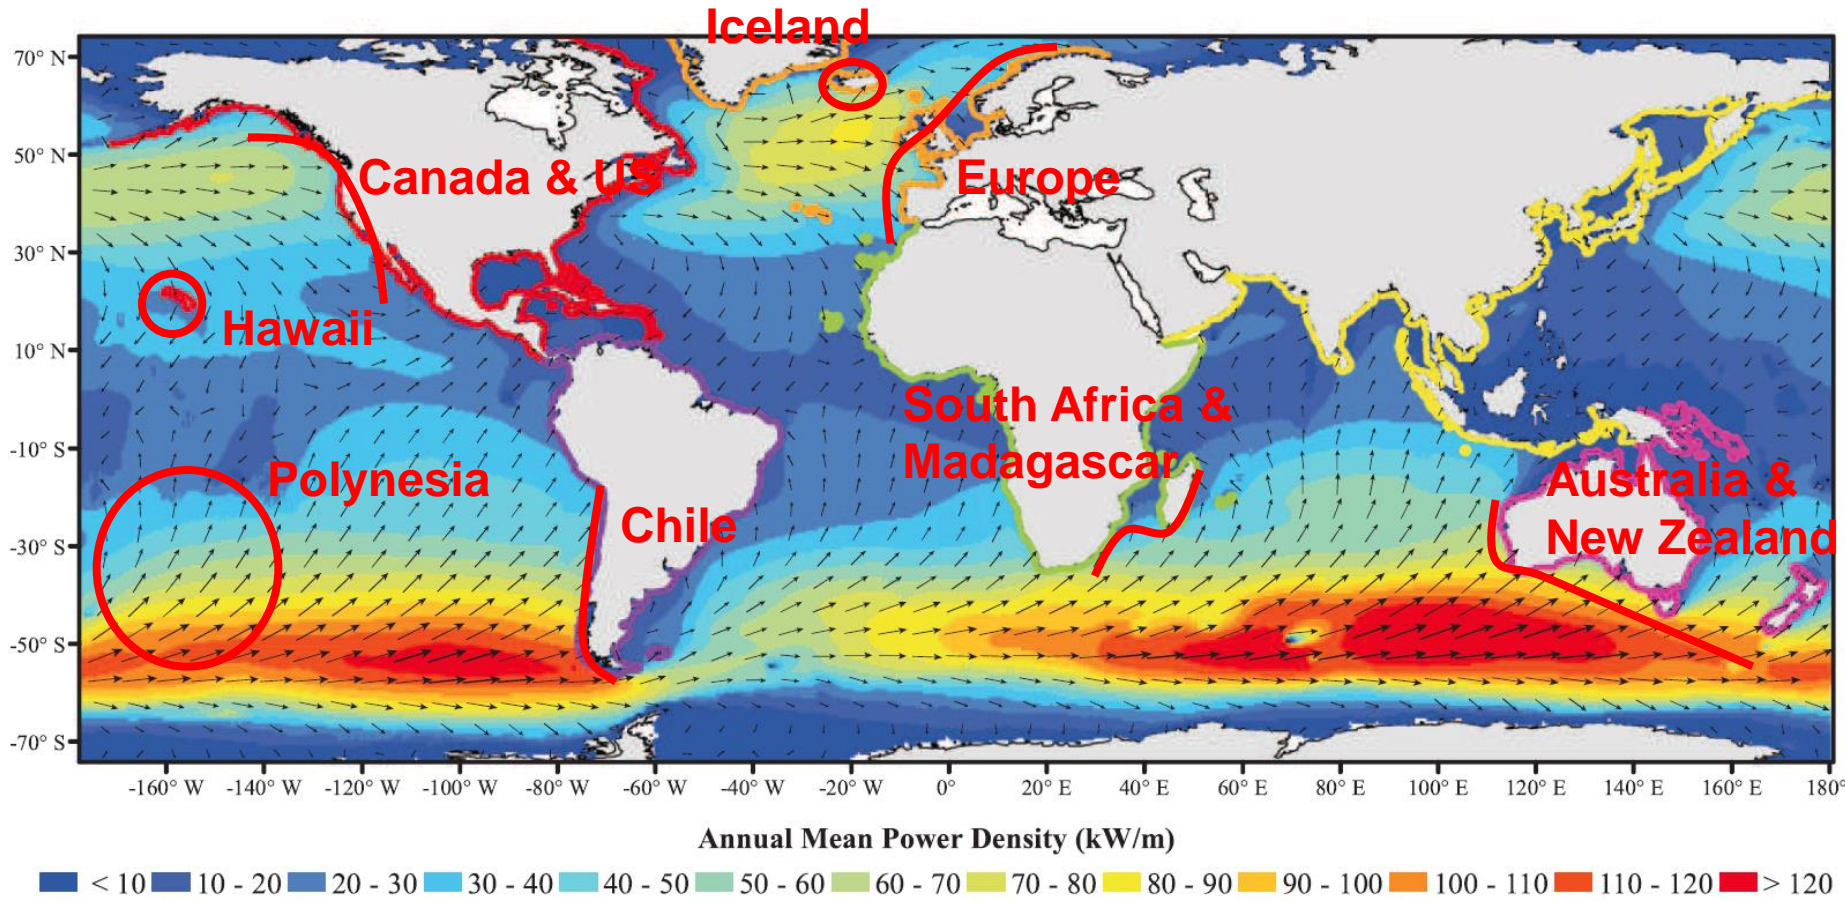 Iceland
70° N
50° N
30° N
10° N
-10° S
-30° S
-50° S
-70° S
Canada & US
Europe
Hawaii
South Africa &
Madagascar
Polynesia
Chile
Australia &
New Zealand
-160° W -140° W -120° W -100° W -80° W -60° W -40° W -20° W 0° 20° E 40° E 60° E 80° E 100° E 120° E 140° E 160° E 180°
Annual Mean Power Density (kW/m)
< 10 10 - 20 20 - 30 30 - 40 40 - 50 50 - 60 60 - 70 70 - 80 80 - 90 90 - 100 100 - 110 110 - 120 > 120